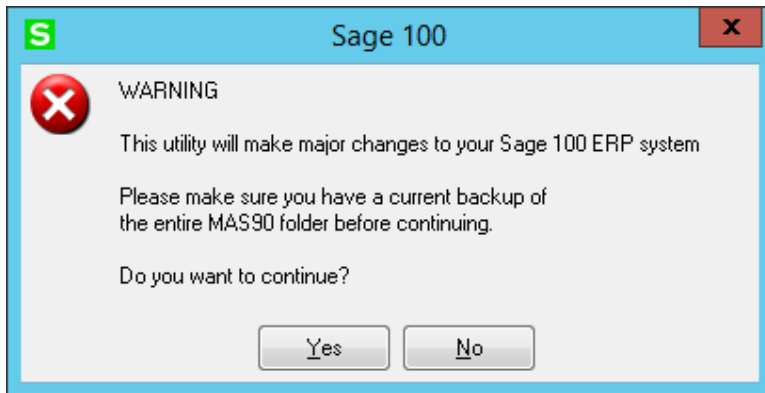 S
Sage 100
x
WARNING
This utility will make major changes to your Sage 100 ERP system
Please make sure you have a current backup of
the entire MAS90 folder before continuing.
Do you want to continue?
Yes
No